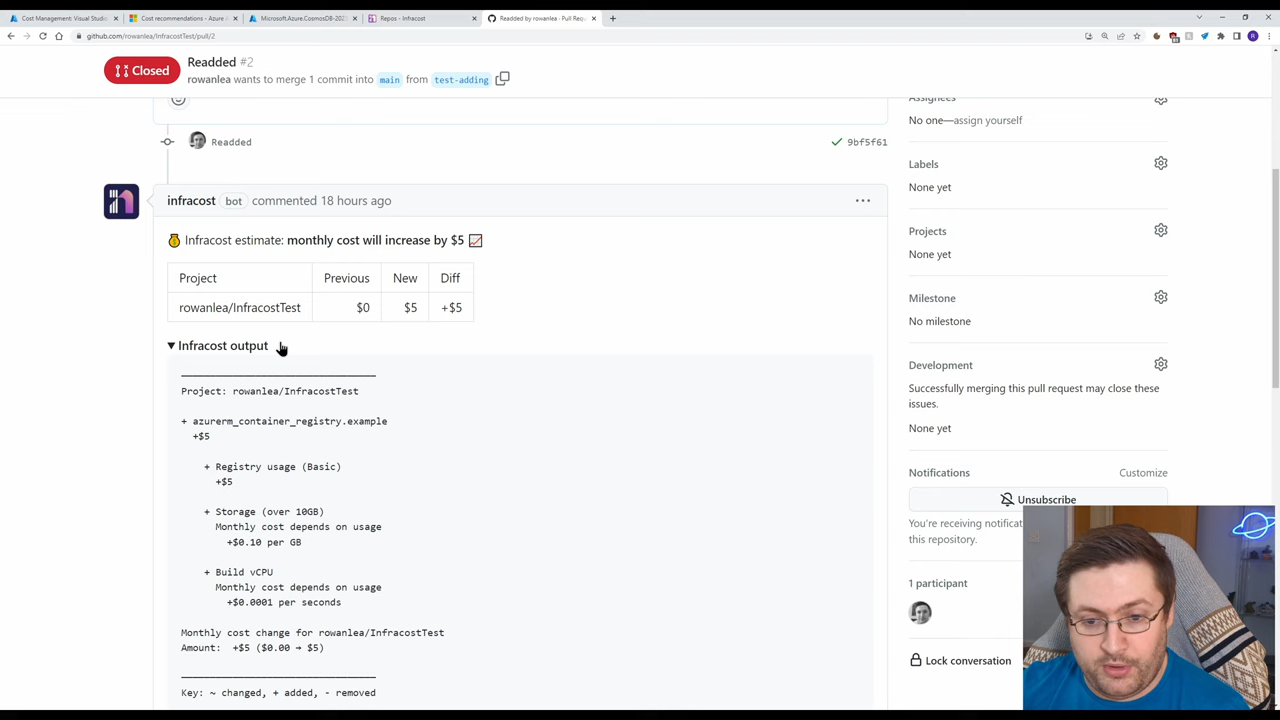 Cost Management: Visual Studio
Cost recommendations - Azure A
Microsoft.Azure.CosmosDB-202
Repos - Infracost
Readded by rowanlea · Pull Requ
github.com/rowanlea/InfracostTest/pull/2
Closed
Readded #2
rowanlea wants to merge 1 commit into main from test-adding
Readded
9bf5f61
infracost bot commented 18 hours ago
💰 Infracost estimate: monthly cost will increase by $5 📈
Project Previous New Diff
rowanlea/InfracostTest $0 $5 +$5
▼ Infracost output
Project: rowanlea/InfracostTest
+ azurerm_container_registry.example
+$5
+ Registry usage (Basic)
+$5
+ Storage (over 10GB)
Monthly cost depends on usage
+$0.10 per GB
+ Build vCPU
Monthly cost depends on usage
+$0.0001 per seconds
Monthly cost change for rowanlea/InfracostTest
Amount:  +$5 ($0.00 → $5)
Key: ~ changed, + added, - removed
Assignees
No one—assign yourself
Labels
None yet
Projects
None yet
Milestone
No milestone
Development
Successfully merging this pull request may close these
issues.
None yet
Notifications
Customize
Unsubscribe
You're receiving notificat
this repository.
1 participant
Lock conversation